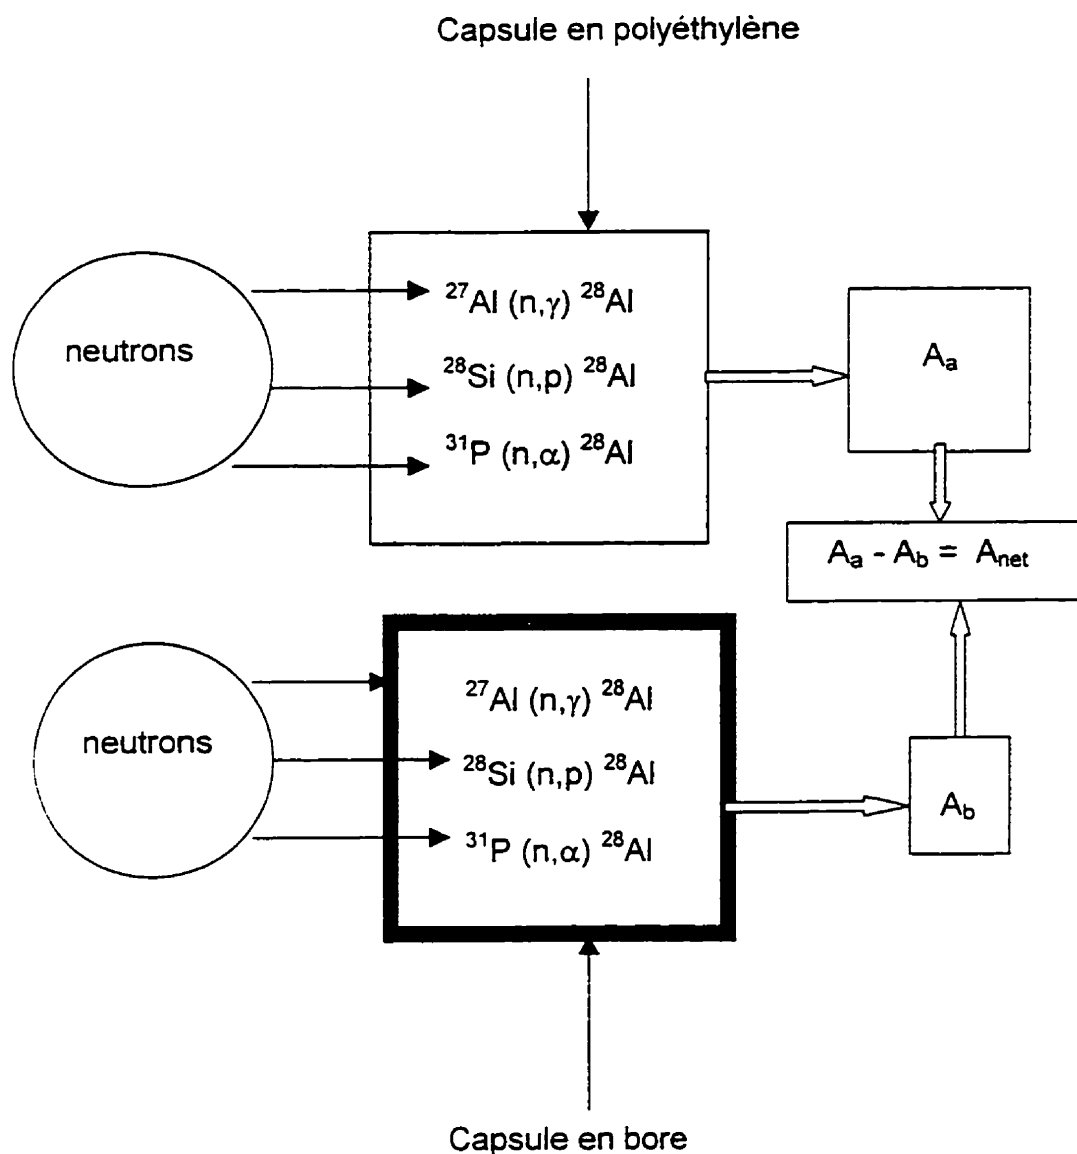 Capsule en polyéthylène
neutrons
²⁷Al (n,γ) ²⁸Al
²⁸Si (n,p) ²⁸Al
³¹P (n,α) ²⁸Al
Aₐ
Aₐ - A_b = A_net
neutrons
²⁷Al (n,γ) ²⁸Al
²⁸Si (n,p) ²⁸Al
³¹P (n,α) ²⁸Al
A_b
Capsule en bore